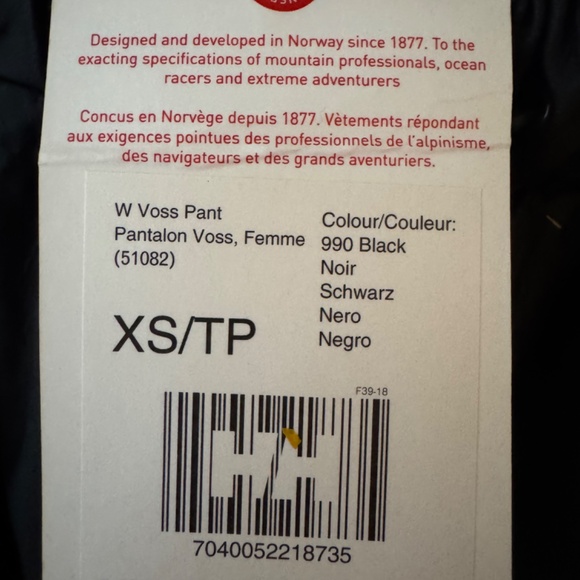 Designed and developed in Norway since 1877. To the
exacting specifications of mountain professionals, ocean
racers and extreme adventurers
Concus en Norvège depuis 1877. Vètements répondant
aux exigences pointues des professionnels de l'alpinisme,
des navigateurs et des grands aventuriers.
W Voss Pant
Pantalon Voss, Femme
(51082)
Colour/Couleur:
990 Black
Noir
Schwarz
Nero
Negro
XS/TP
F39-18
7040052218735